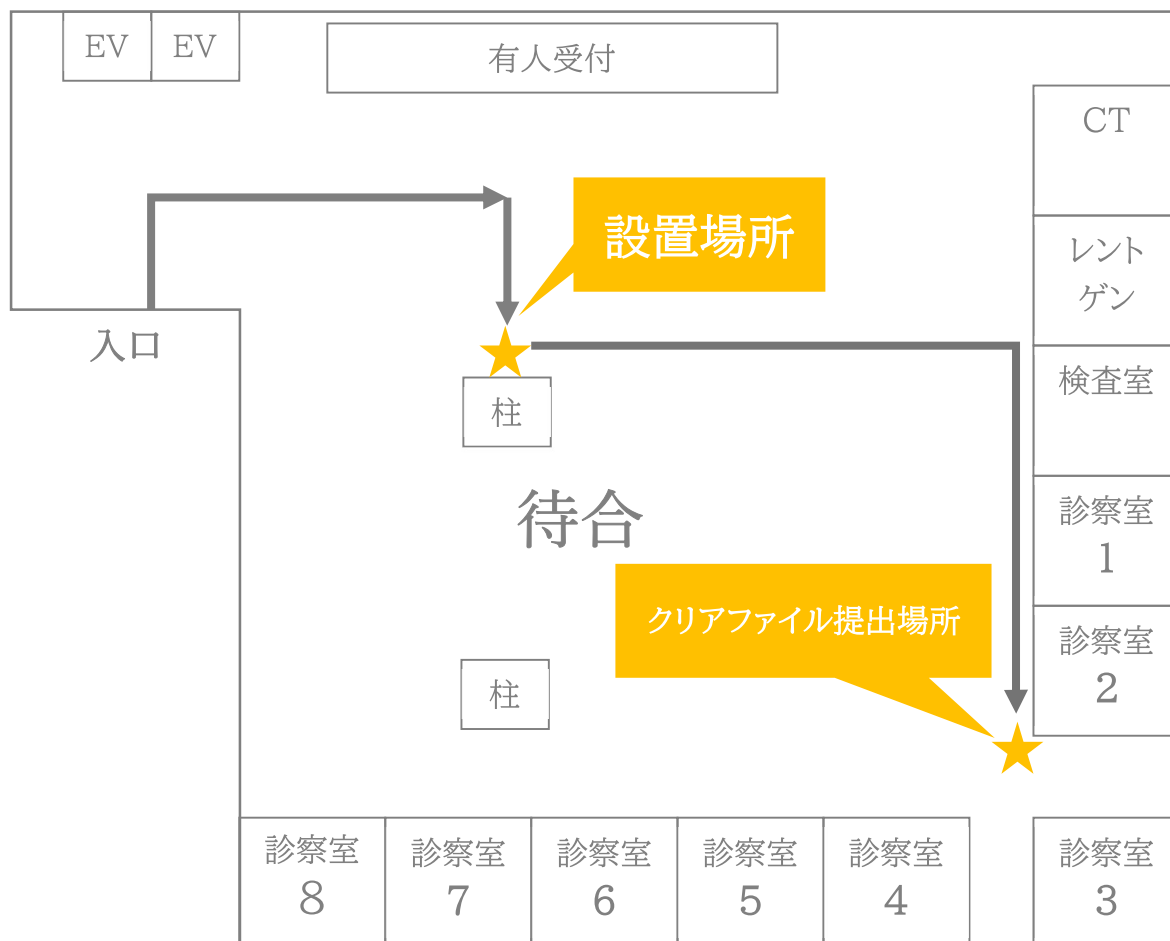 EV
EV
有人受付
CT
設置場所
レント
ゲン
入口
検査室
柱
待合
診察室
1
クリアファイル提出場所
診察室
2
柱
診察室
8
診察室
7
診察室
6
診察室
5
診察室
4
診察室
3